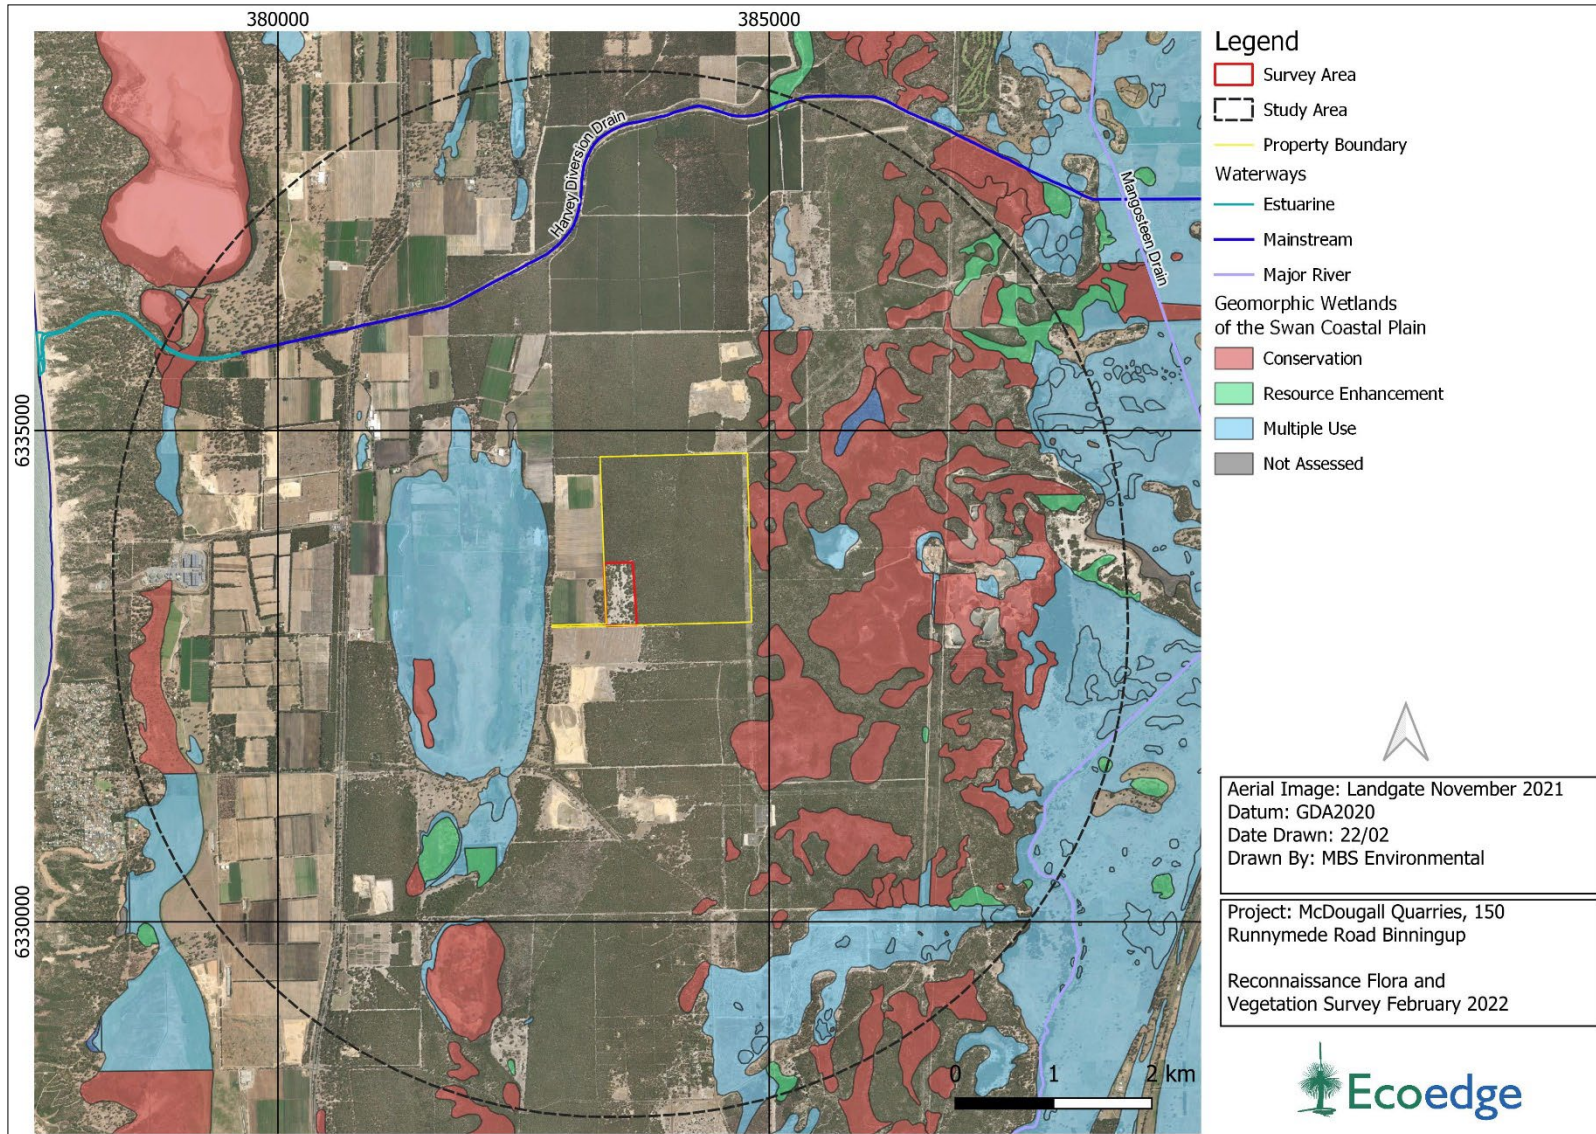 380000
385000
6335000
6330000
Harvey Diversion Drain
Mangosteen Drain
0 1 2 km
Legend
Survey Area
Study Area
Property Boundary
Waterways
Estuarine
Mainstream
Major River
Geomorphic Wetlands
of the Swan Coastal Plain
Conservation
Resource Enhancement
Multiple Use
Not Assessed
Aerial Image: Landgate November 2021
Datum: GDA2020
Date Drawn: 22/02
Drawn By: MBS Environmental
Project: McDougall Quarries, 150
Runnymede Road Binningup
Reconnaissance Flora and
Vegetation Survey February 2022
Ecoedge